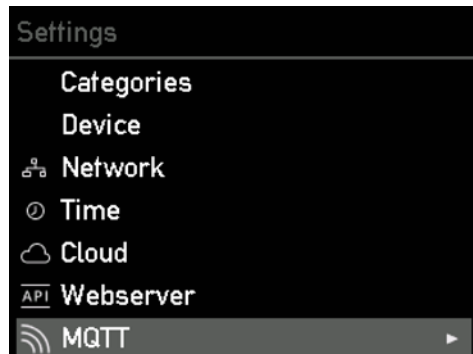 Settings
Categories
Device
Network
Time
Cloud
API Webserver
MQTT